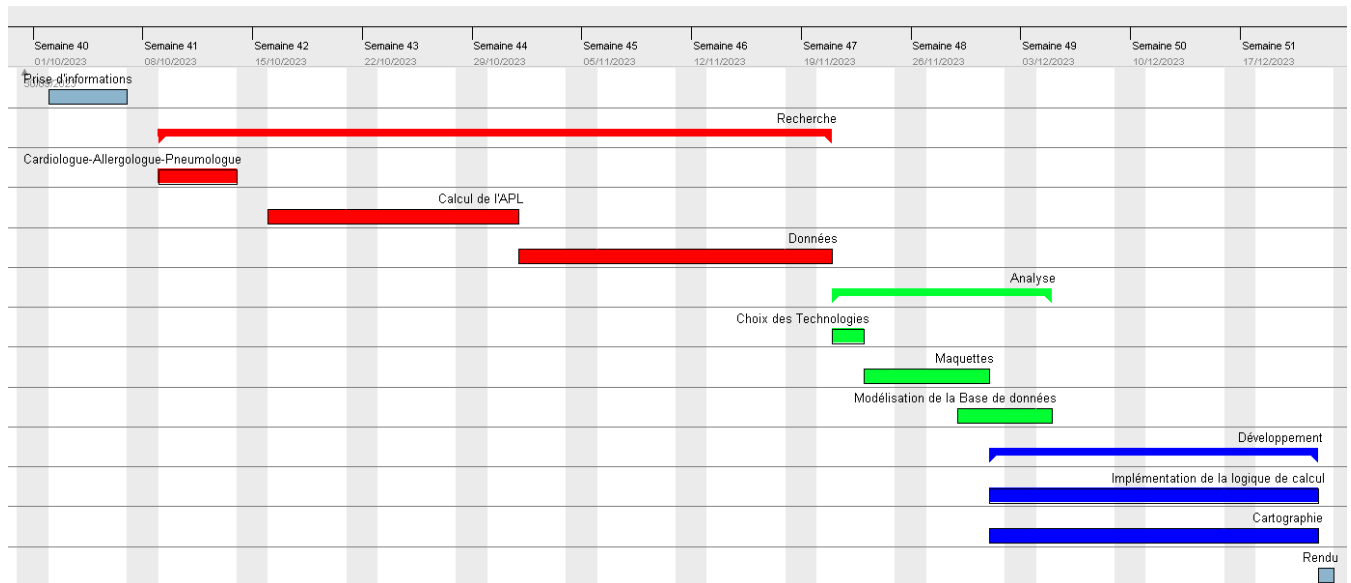 Semaine 40 Semaine 41 Semaine 42 Semaine 43 Semaine 44 Semaine 45 Semaine 46 Semaine 47 Semaine 48 Semaine 49 Semaine 50 Semaine 51
01/10/2023 08/10/2023 15/10/2023 22/10/2023 29/10/2023 05/11/2023 12/11/2023 19/11/2023 26/11/2023 03/12/2023 10/12/2023 17/12/2023
Prise d'informations
30/09/2023
Recherche
Cardiologue-Allergologue-Pneumologue
Calcul de l'APL
Données
Analyse
Choix des Technologies
Maquettes
Modélisation de la Base de données
Développement
Implémentation de la logique de calcul
Cartographie
Rendu